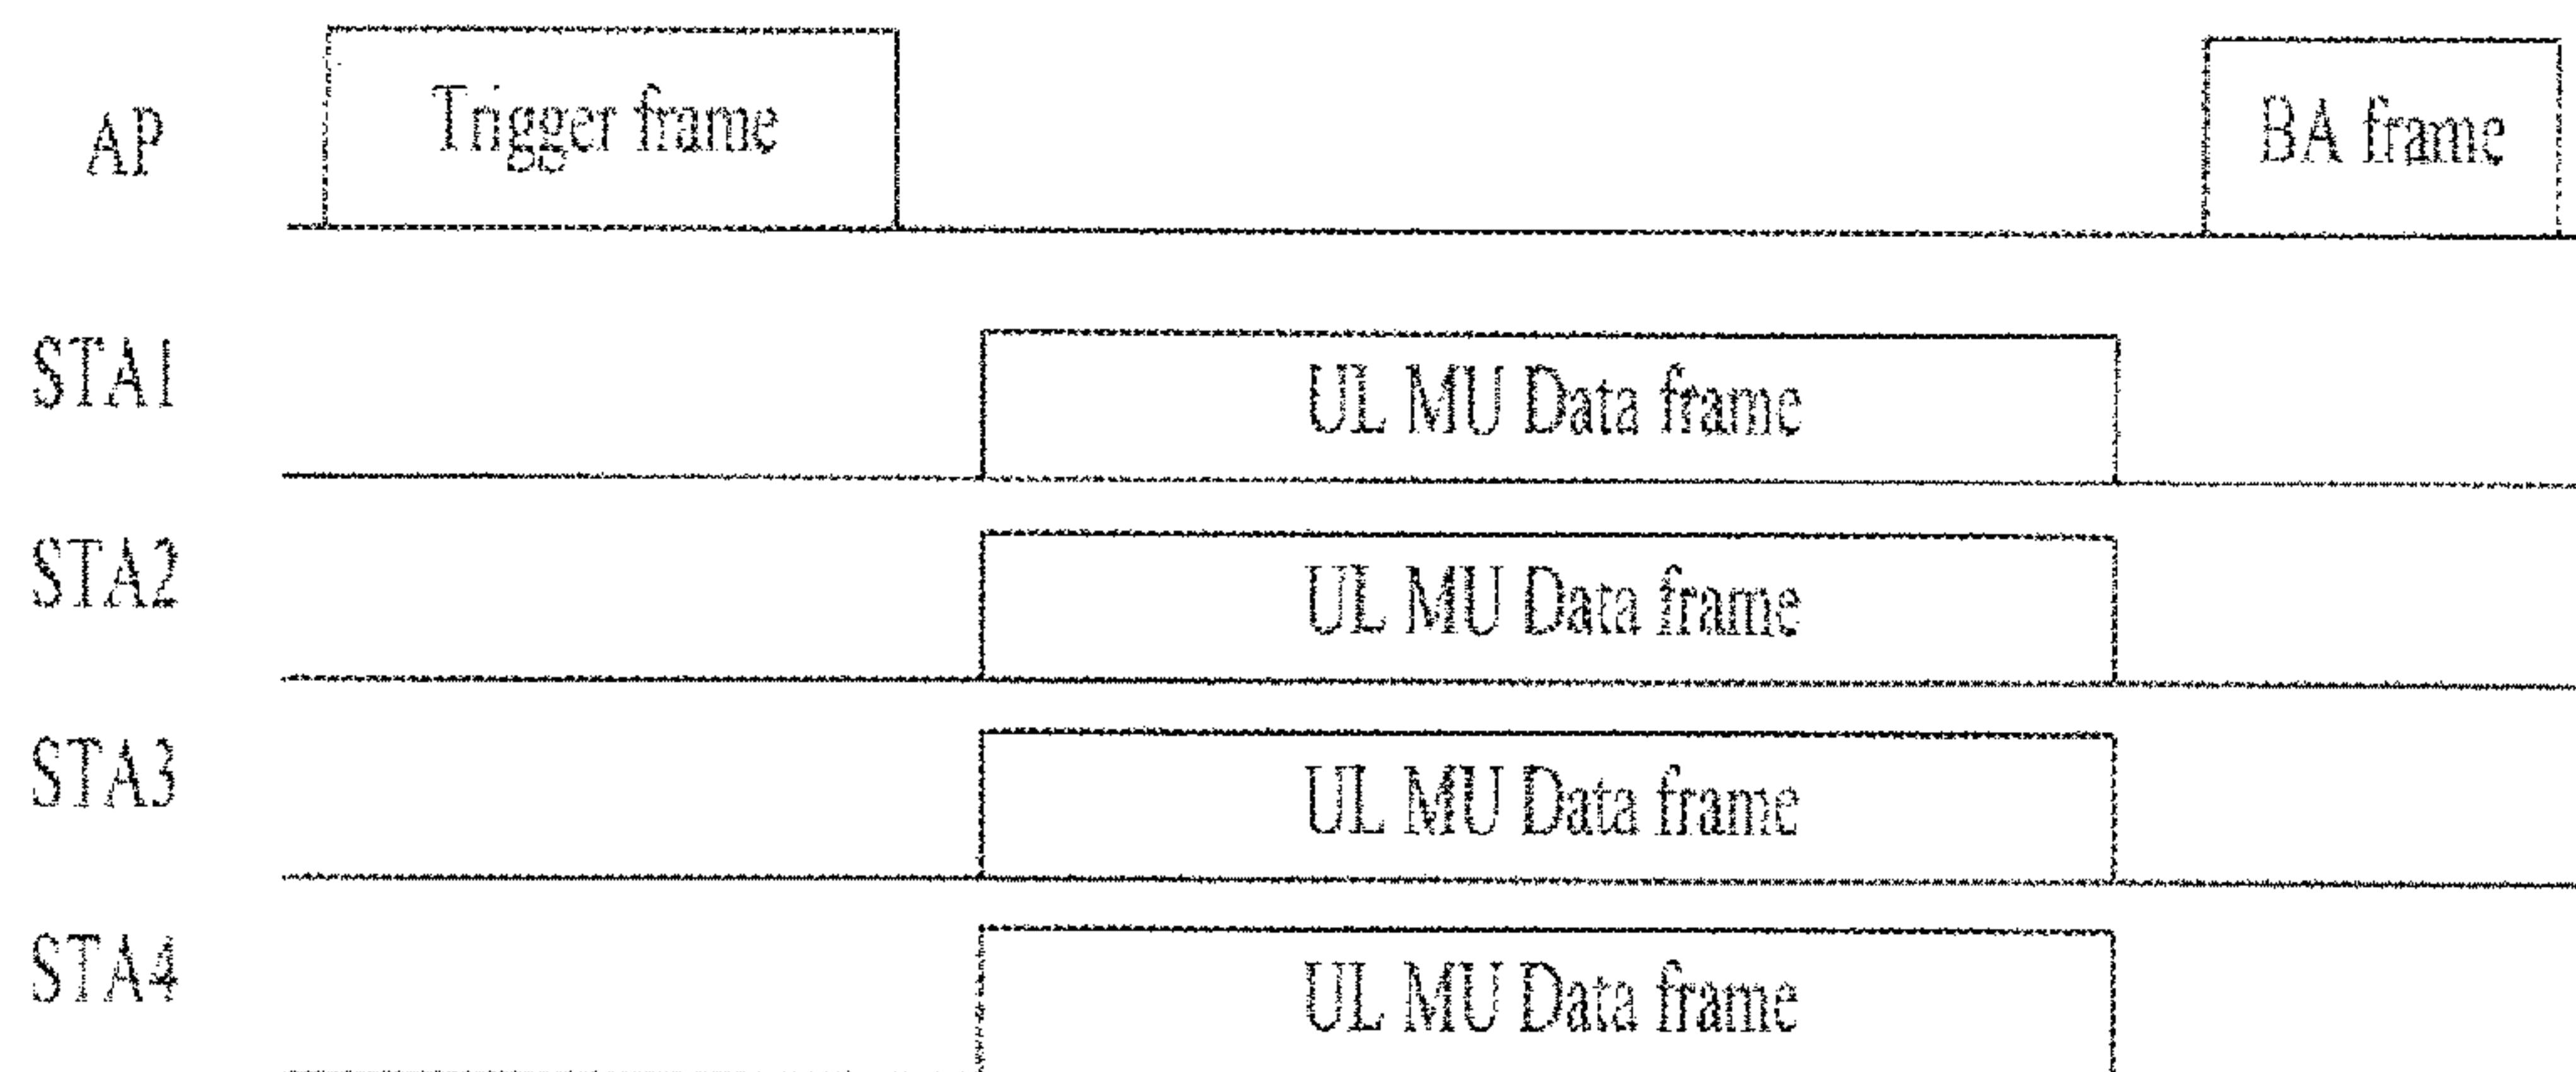 AP
Trigger frame
BA frame
STA1
UL MU Data frame
STA2
UL MU Data frame
STA3
UL MU Data frame
STA4
UL MU Data frame